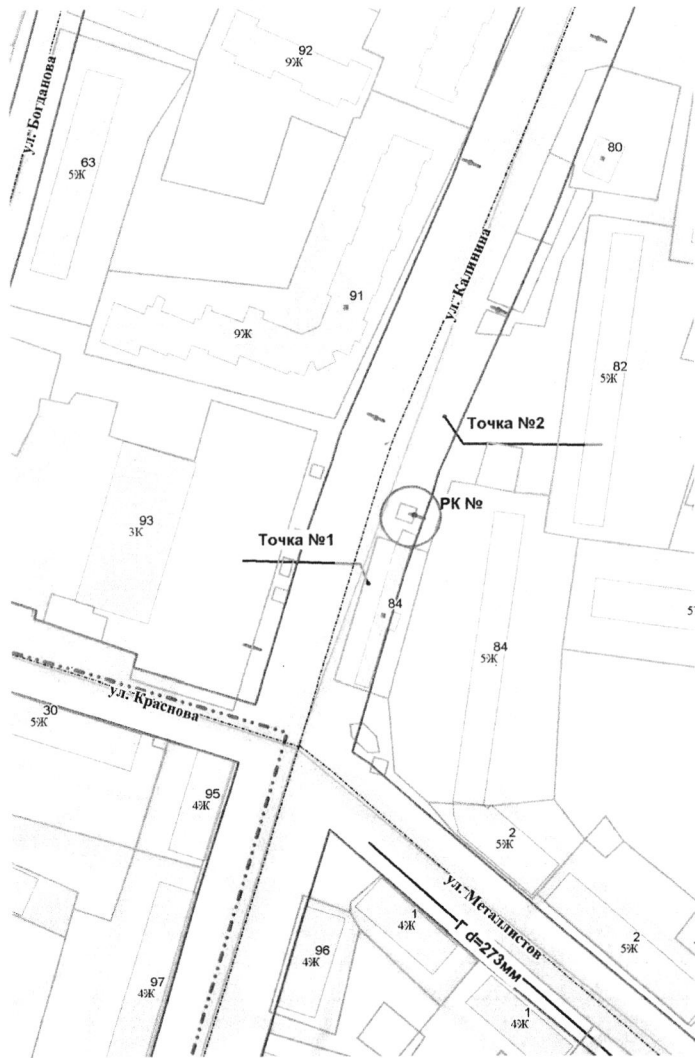 92
9Ж
ул. Богданова
63
5Ж
80
91
9Ж
ул. Калинина
82
5Ж
Точка №2
РК №
93
3К
Точка №1
84
84
5Ж
5
ул. Краснова
30
5Ж
95
4Ж
2
5Ж
ул. Металлистов
1
4Ж
Г d=273мм
2
5Ж
96
4Ж
97
4Ж
1
4Ж